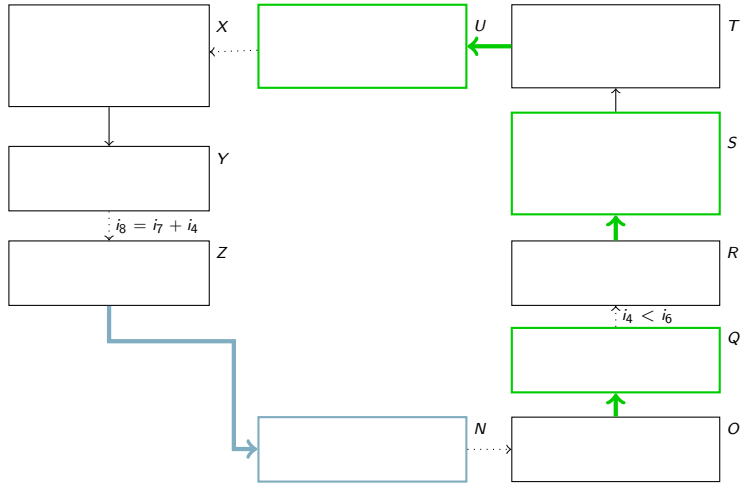 X
U
T
Y
S
i₈ = i₇ + i₄
Z
R
i₄ < i₆
Q
N
O